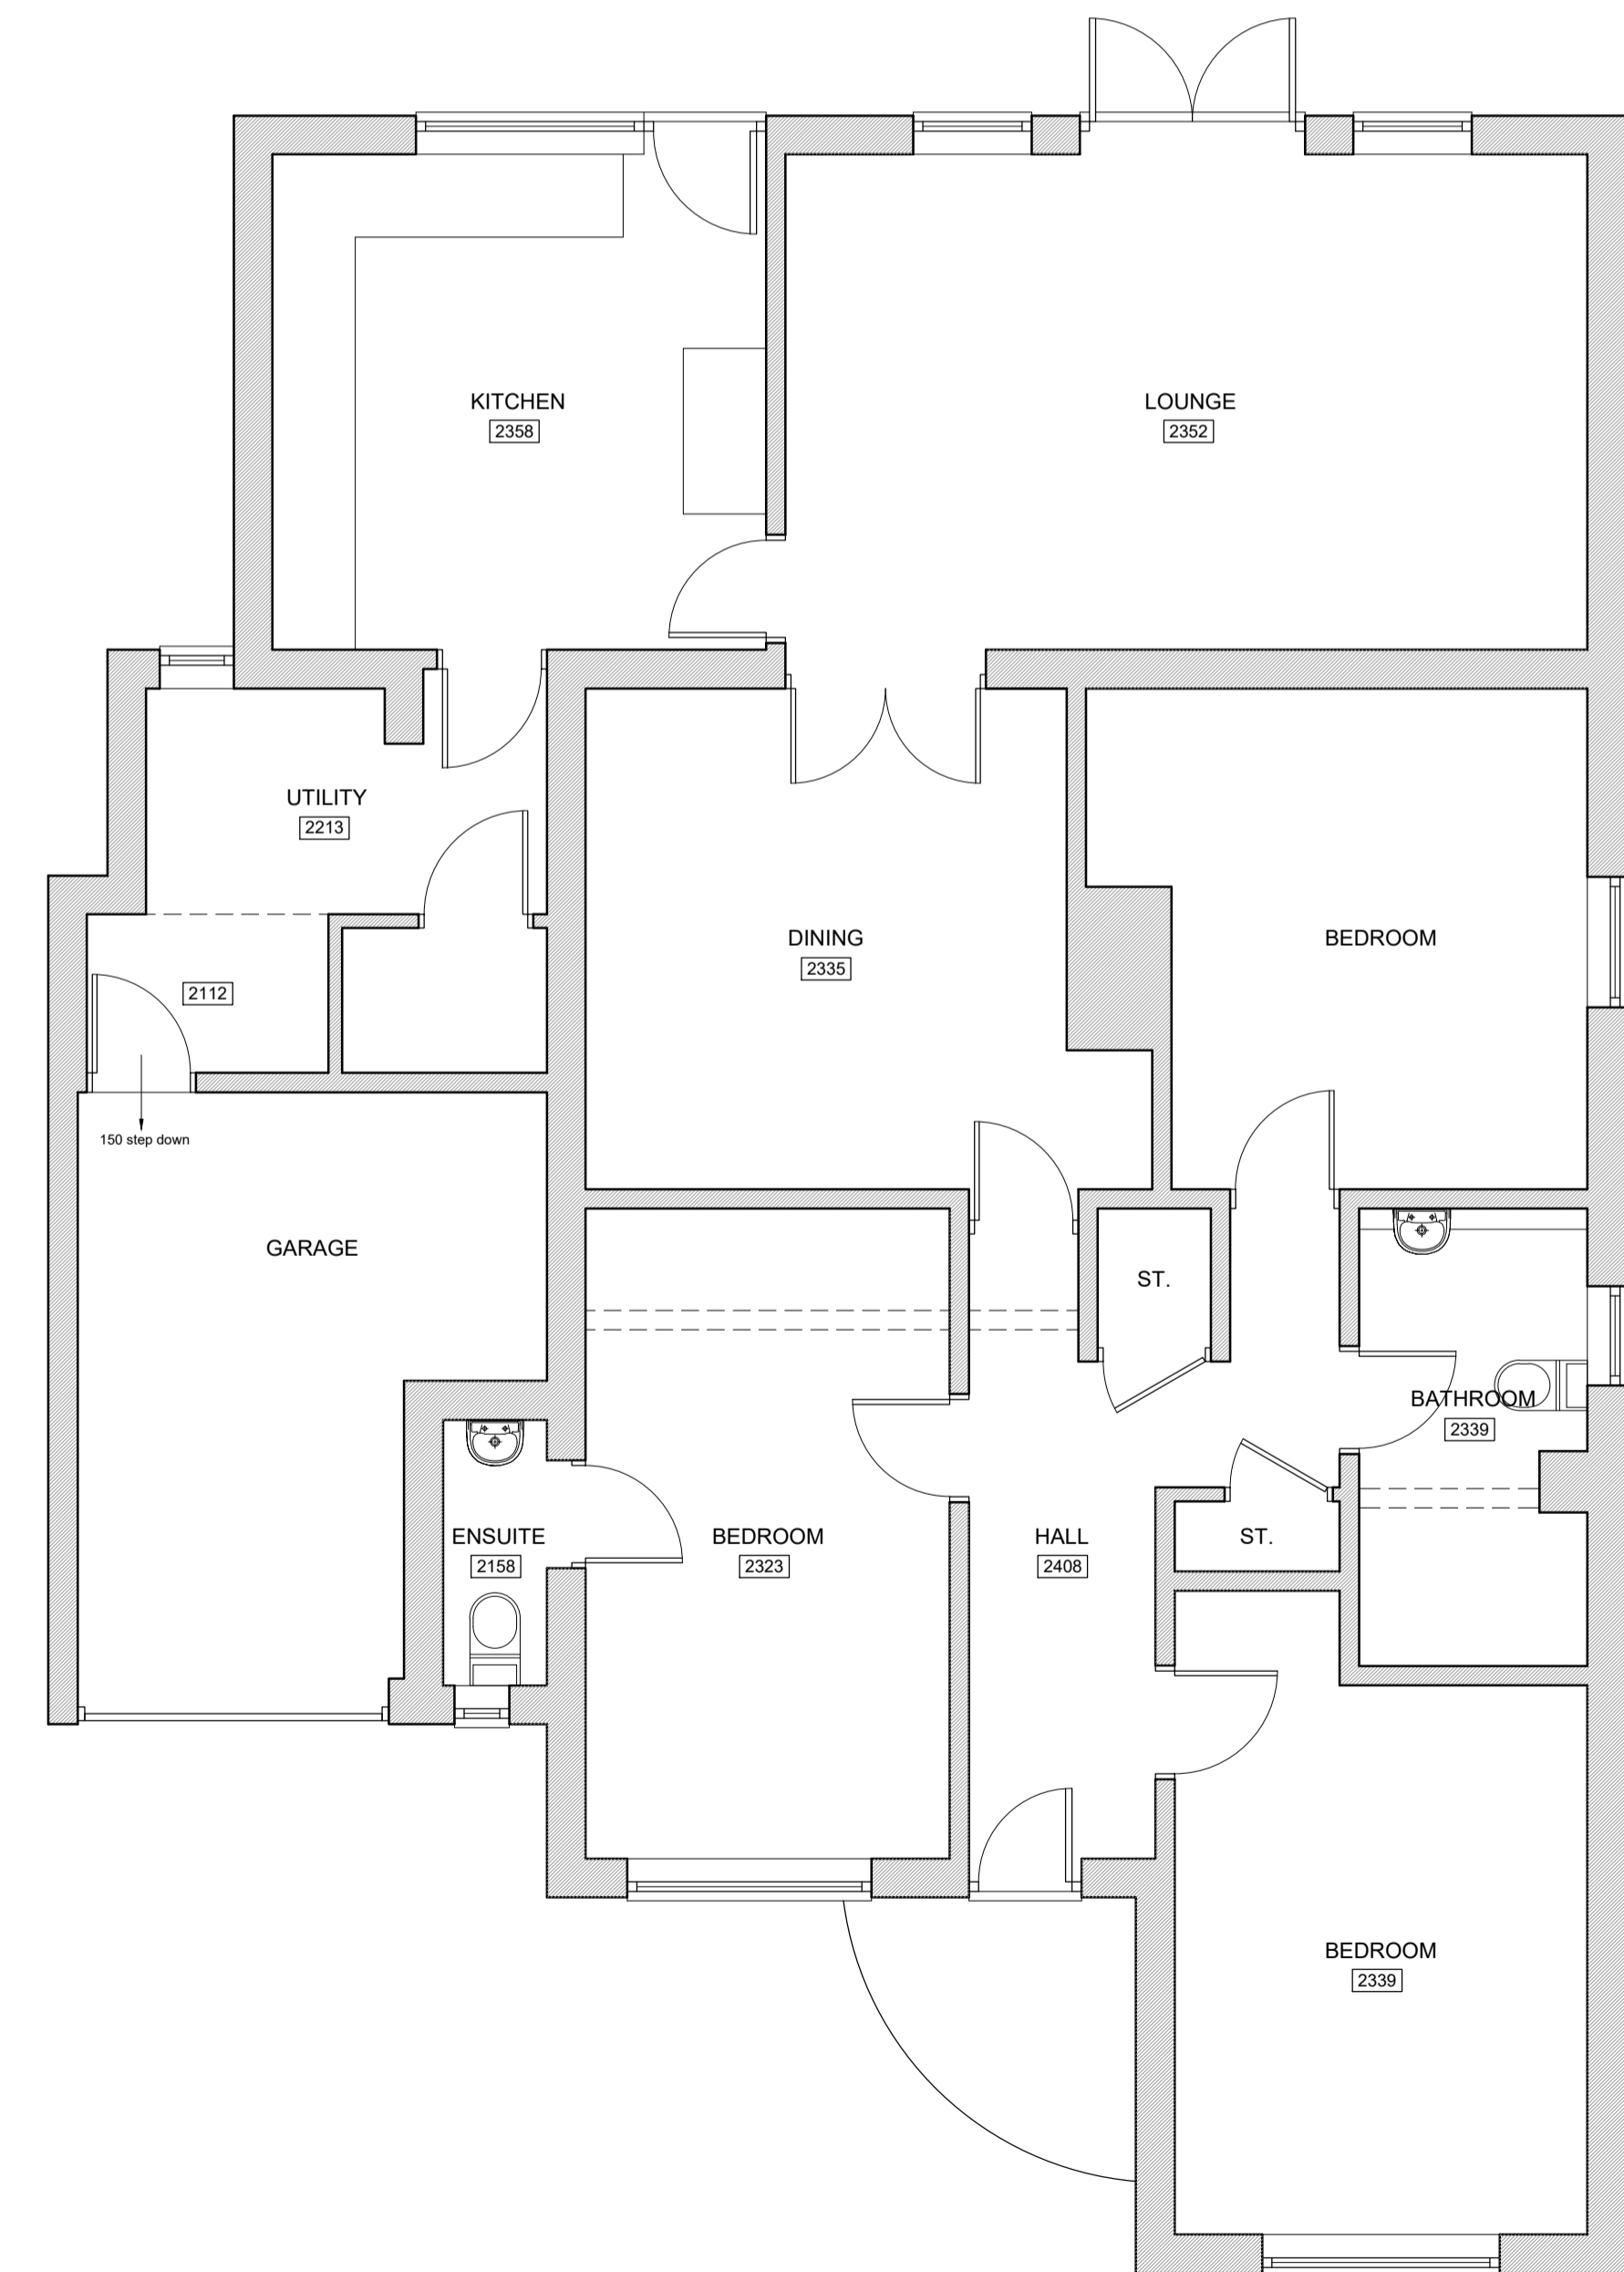 KITCHEN
2358
LOUNGE
2352
UTILITY
2213
DINING
2335
BEDROOM
2112
150 step down
GARAGE
ST.
BATHROOM
2339
ENSUITE
2158
BEDROOM
2323
HALL
2408
ST.
BEDROOM
2339